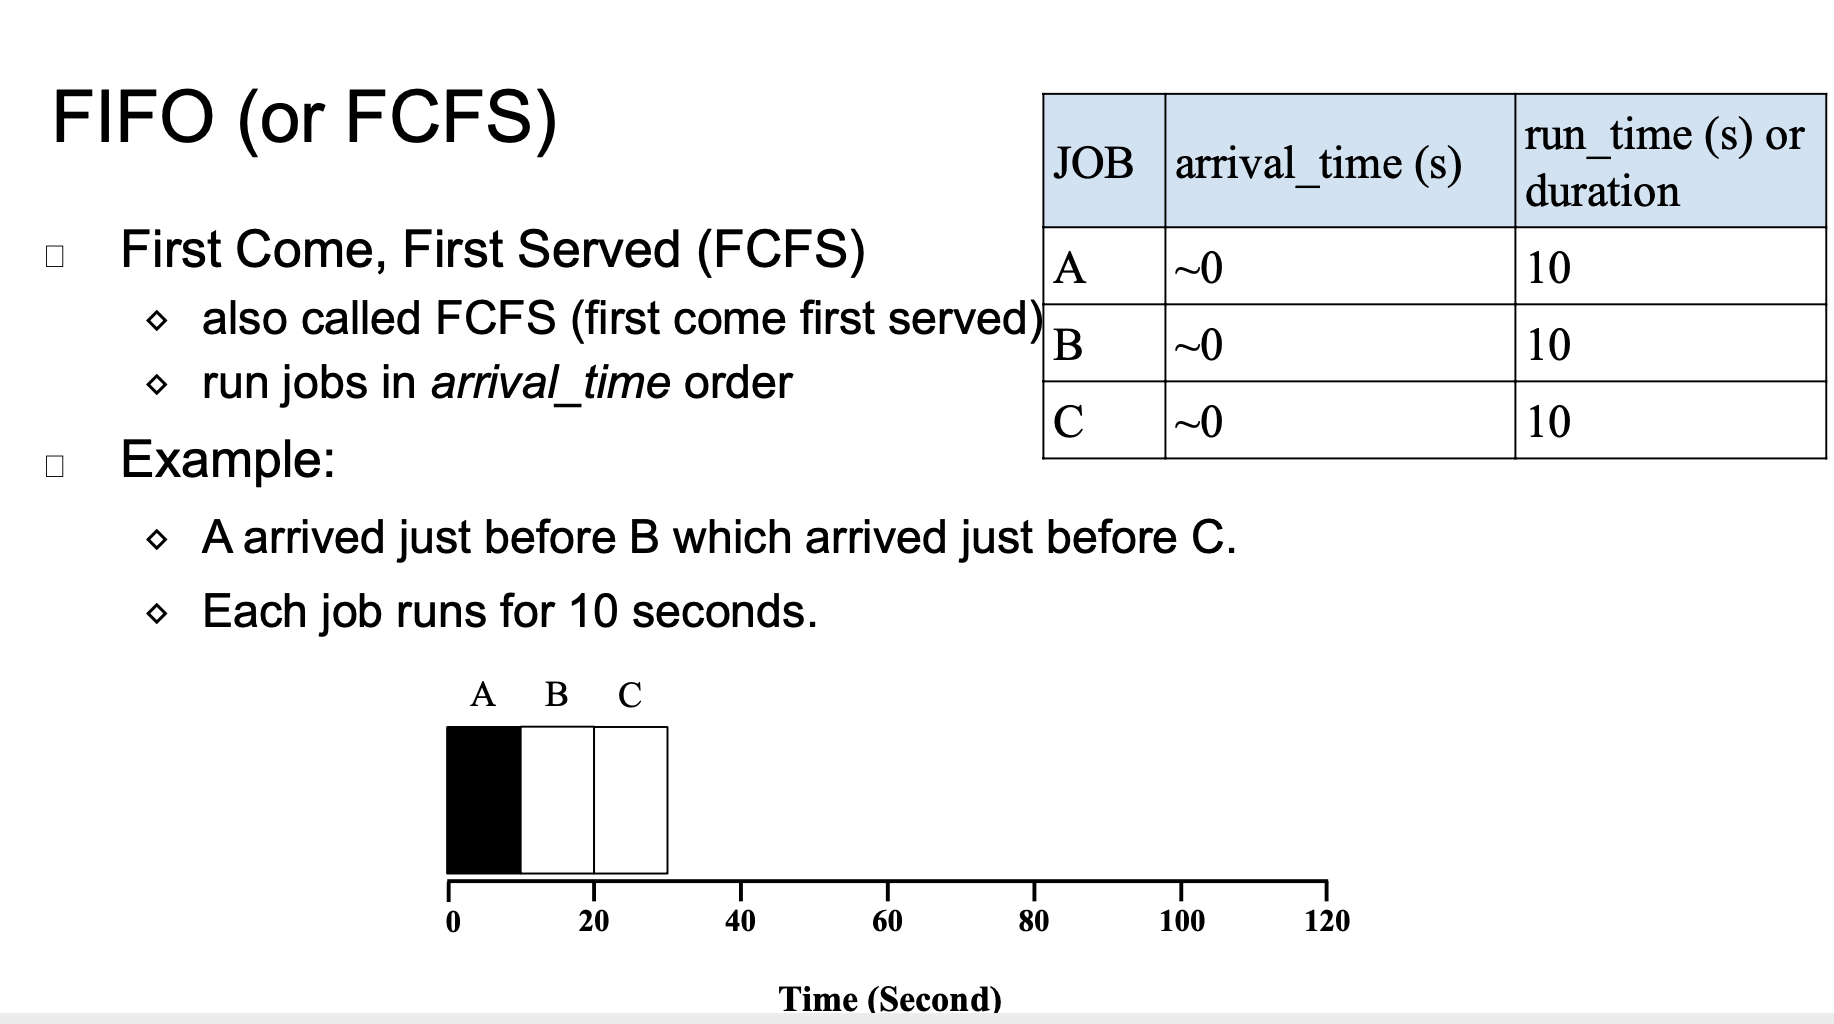 FIFO (or FCFS)
First Come, First Served (FCFS)
also called FCFS (first come first served)
run jobs in arrival_time order
Example:
A arrived just before B which arrived just before C.
Each job runs for 10 seconds.
JOB arrival_time (s) run_time (s) or
duration
A ~0 10
B ~0 10
C ~0 10
A B C
0 20 40 60 80 100 120
Time (Second)